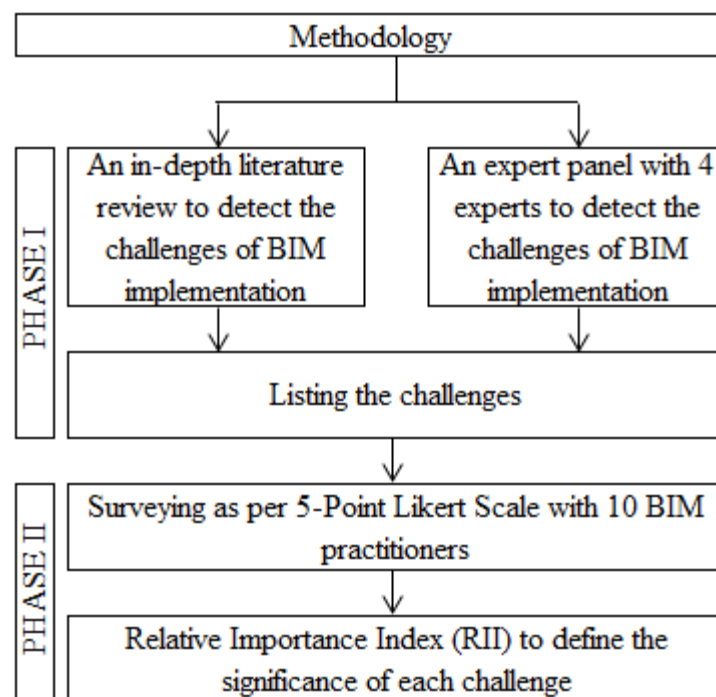 Methodology
PHASE I
An in-depth literature
review to detect the
challenges of BIM
implementation
An expert panel with 4
experts to detect the
challenges of BIM
implementation
Listing the challenges
PHASE II
Surveying as per 5-Point Likert Scale with 10 BIM
practitioners
Relative Importance Index (RII) to define the
significance of each challenge